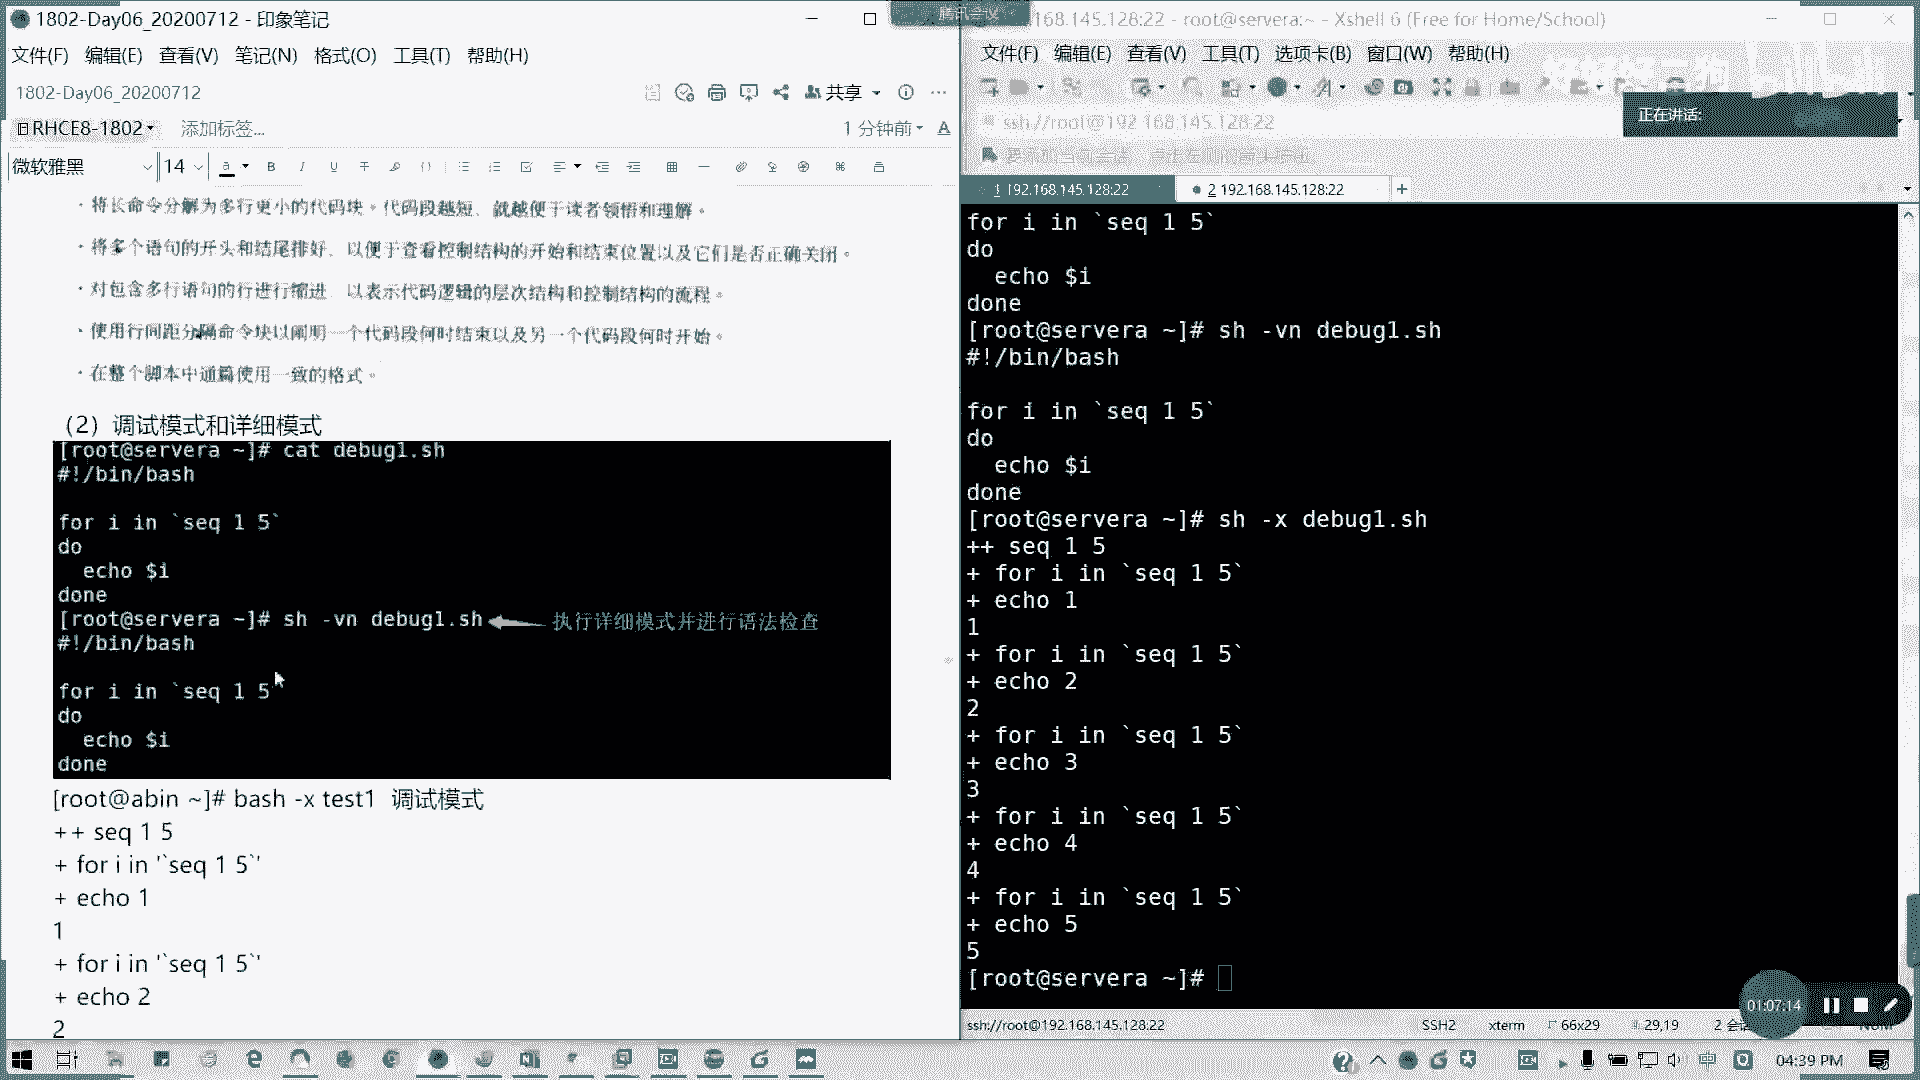 1802-Day06_20200712 - 印象笔记
文件(F) 编辑(E) 查看(V) 笔记(N) 格式(O) 工具(T) 帮助(H)
1802-Day06_20200712
共享
RHCE8-1802
添加标签...
1 分钟前
微软雅黑
14
· 将长命令分解为多行更小的代码块。代码段越短，就越便于读者领悟和理解。
· 将多个语句的开头和结尾排好，以便于查看控制结构的开始和结束位置以及它们是否正确关闭。
· 对包含多行语句的行进行缩进，以表示代码逻辑的层次结构和控制结构的流程。
· 使用行间距分隔命令块以阐明一个代码段何时结束以及另一个代码段何时开始。
· 在整个脚本中通篇使用一致的格式。
（2）调试模式和详细模式
[root@servera ~]# cat debug1.sh
#!/bin/bash
for i in `seq 1 5`
do
echo $i
done
[root@servera ~]# sh -vn debug1.sh
执行详细模式并进行语法检查
#!/bin/bash
for i in `seq 1 5`
do
echo $i
done
[root@abin ~]# bash -x test1 调试模式
++ seq 1 5
+ for i in '`seq 1 5`'
+ echo 1
1
+ for i in '`seq 1 5`'
+ echo 2
2
腾讯会议
168.145.128:22 - root@servera:~ - Xshell 6 (Free for Home/School)
文件(F) 编辑(E) 查看(V) 工具(T) 选项卡(B) 窗口(W) 帮助(H)
正在讲话:
ssh://root@192.168.145.128:22
要添加当前会话，点击左侧的箭头按钮。
1 192.168.145.128:22
2 192.168.145.128:22
for i in `seq 1 5`
do
echo $i
done
[root@servera ~]# sh -vn debug1.sh
#!/bin/bash
for i in `seq 1 5`
do
echo $i
done
[root@servera ~]# sh -x debug1.sh
++ seq 1 5
+ for i in `seq 1 5`
+ echo 1
1
+ for i in `seq 1 5`
+ echo 2
2
+ for i in `seq 1 5`
+ echo 3
3
+ for i in `seq 1 5`
+ echo 4
4
+ for i in `seq 1 5`
+ echo 5
5
[root@servera ~]#
01:07:14
ssh://root@192.168.145.128:22
SSH2
xterm
66x29
29,19
2 会
NUM
中
04:39 PM